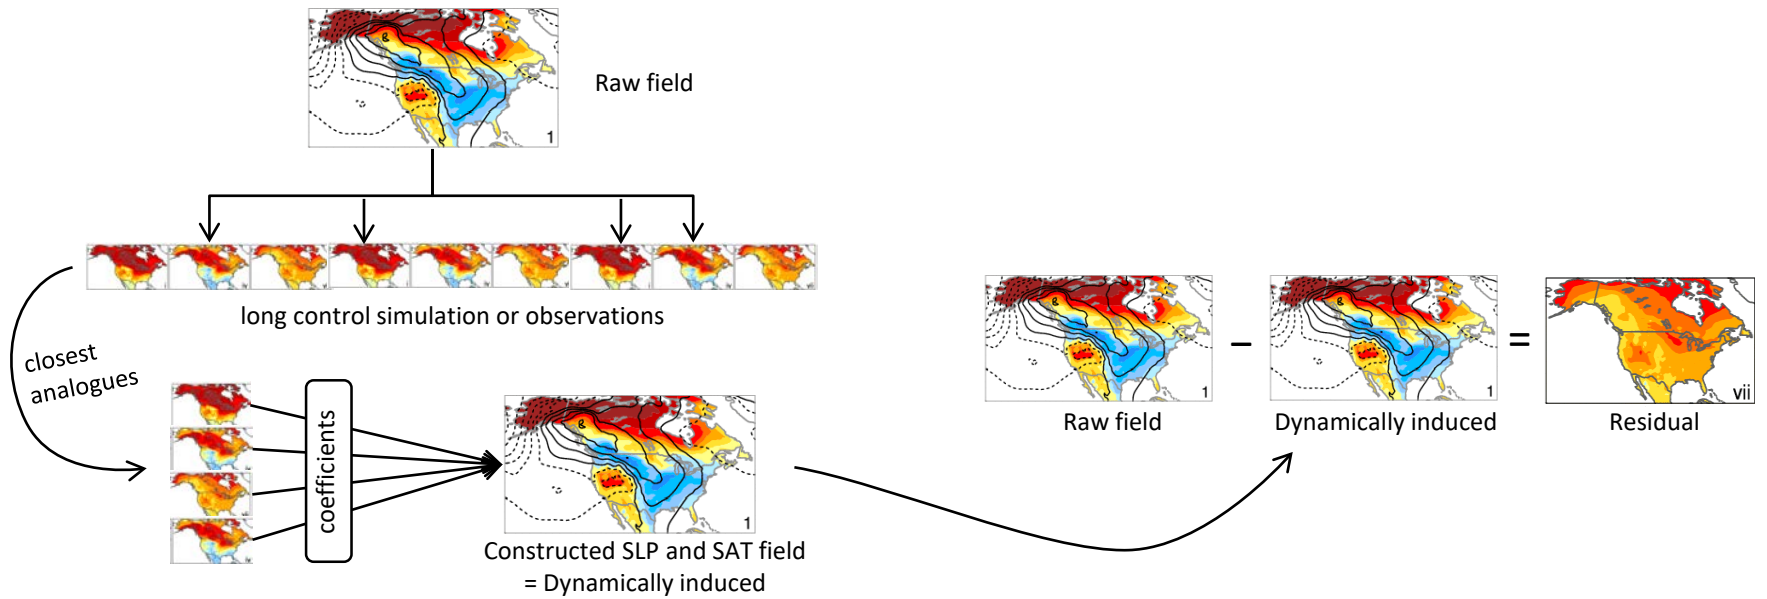 Raw field
1
long control simulation or observations
closest
analogues
coefficients
1
Constructed SLP and SAT field
= Dynamically induced
1
Raw field
–
1
Dynamically induced
=
vii
Residual